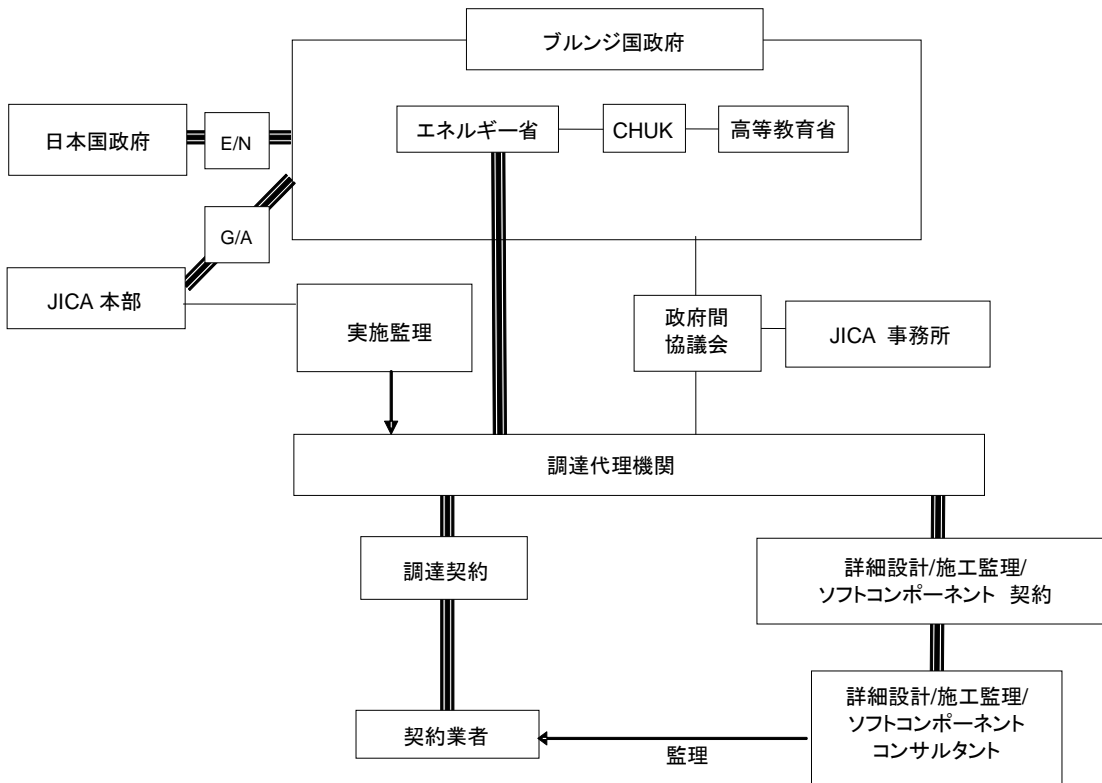 ブルンジ国政府
日本国政府
E/N
エネルギー省
CHUK
高等教育省
G/A
JICA 本部
実施監理
政府間
協議会
JICA 事務所
調達代理機関
調達契約
詳細設計/施工監理/
ソフトコンポーネント 契約
契約業者
監理
詳細設計/施工監理/
ソフトコンポーネント
コンサルタント